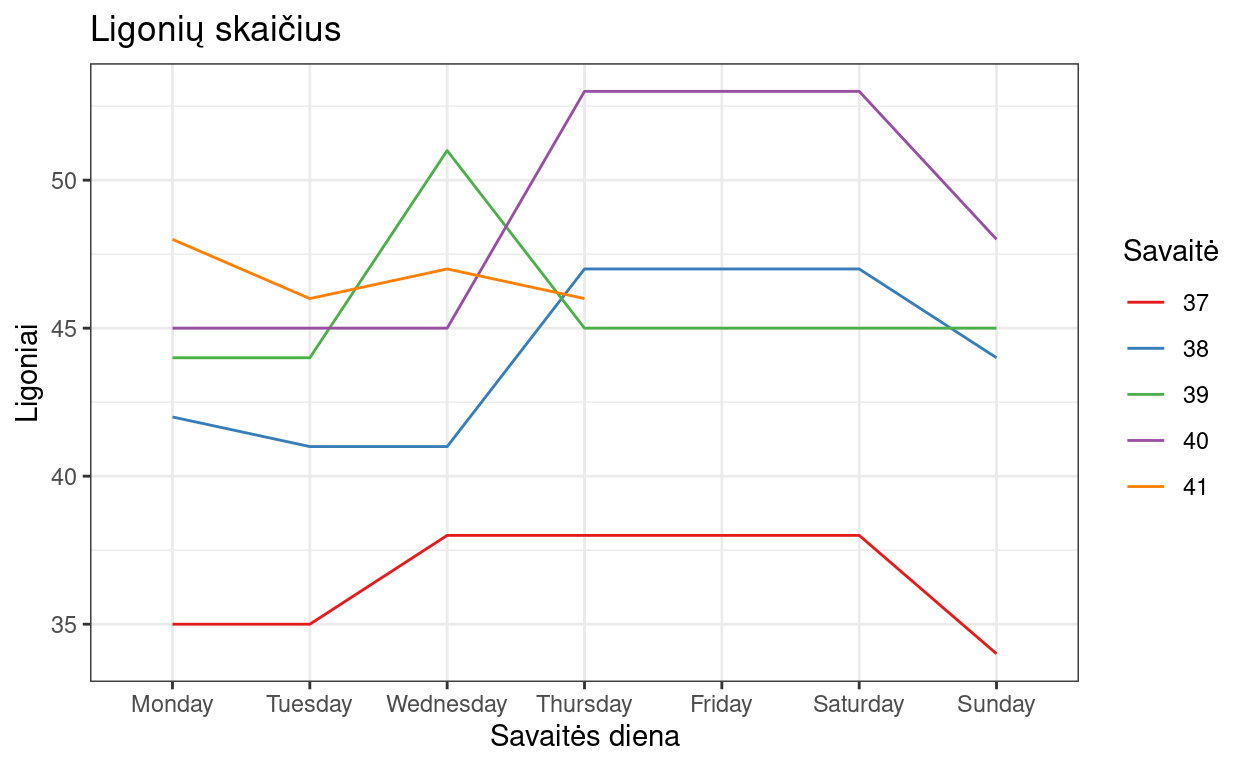 Ligonių skaičius
50
45
40
35
Ligoniai
Monday Tuesday Wednesday Thursday Friday Saturday Sunday
Savaitės diena
Savaitė
37
38
39
40
41